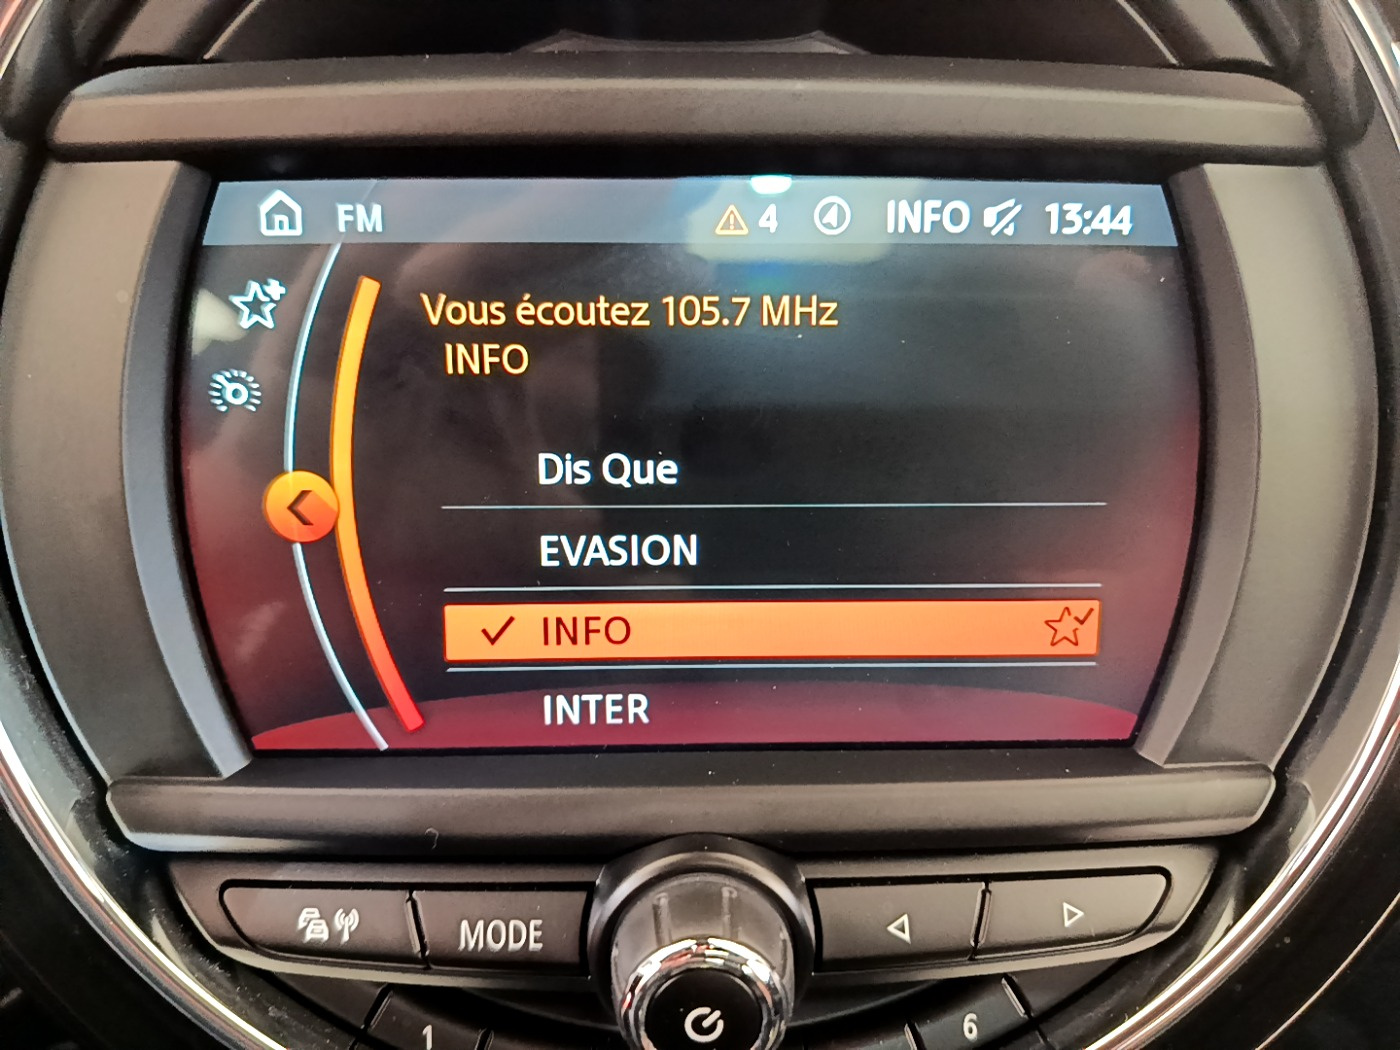 FM 4 INFO 13:44
Vous écoutez 105.7 MHz
INFO
Dis Que
EVASION
INFO
INTER
MODE
1 6